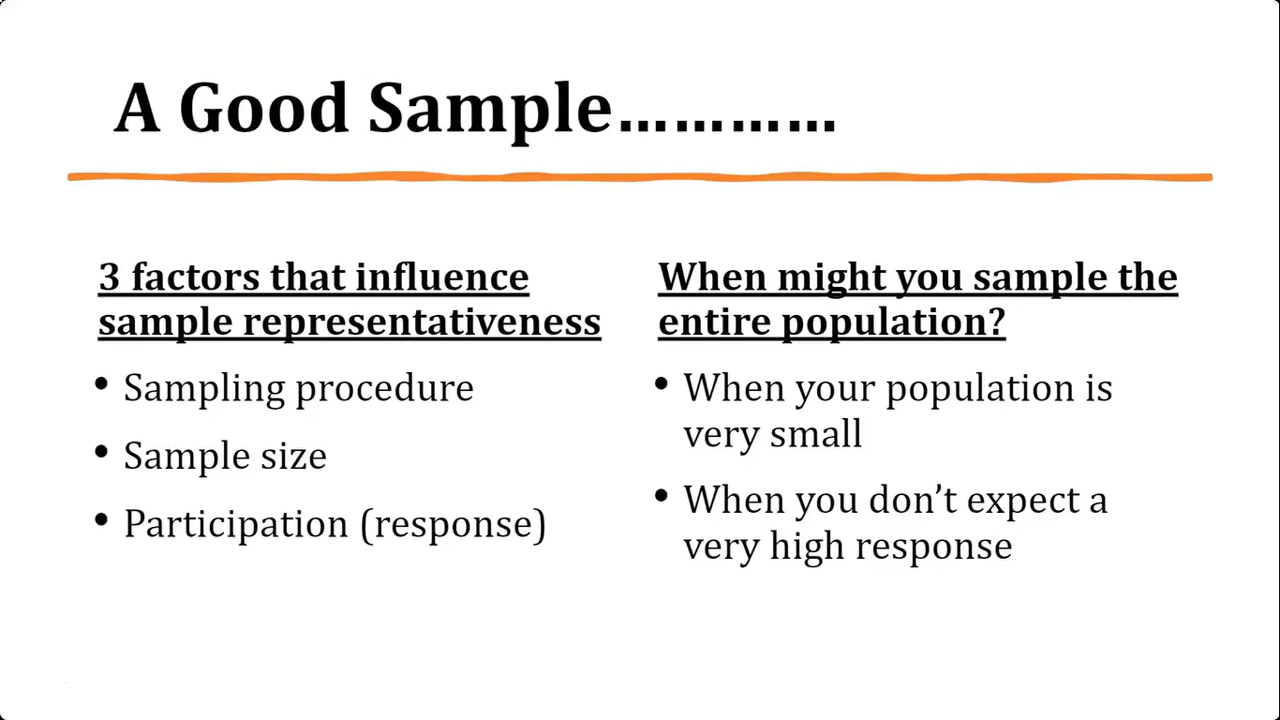 A Good Sample…………
3 factors that influence
sample representativeness
• Sampling procedure
• Sample size
• Participation (response)
When might you sample the
entire population?
• When your population is
very small
• When you don’t expect a
very high response